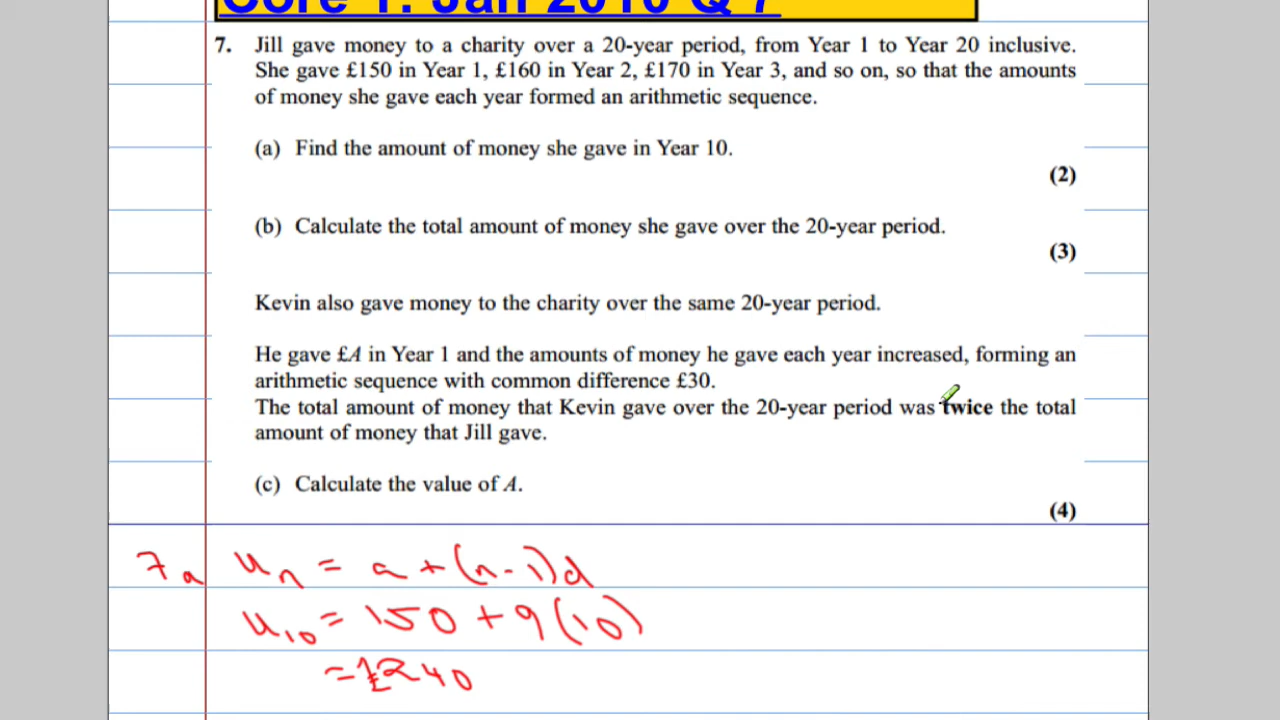 Core 1: Jan 2010 Q 7
7. Jill gave money to a charity over a 20-year period, from Year 1 to Year 20 inclusive.
She gave £150 in Year 1, £160 in Year 2, £170 in Year 3, and so on, so that the amounts
of money she gave each year formed an arithmetic sequence.
(a) Find the amount of money she gave in Year 10.
(2)
(b) Calculate the total amount of money she gave over the 20-year period.
(3)
Kevin also gave money to the charity over the same 20-year period.
He gave £A in Year 1 and the amounts of money he gave each year increased, forming an
arithmetic sequence with common difference £30.
The total amount of money that Kevin gave over the 20-year period was twice the total
amount of money that Jill gave.
(c) Calculate the value of A.
(4)
7a uₙ = a + (n-1)d
u₁₀ = 150 + 9(10)
= £240